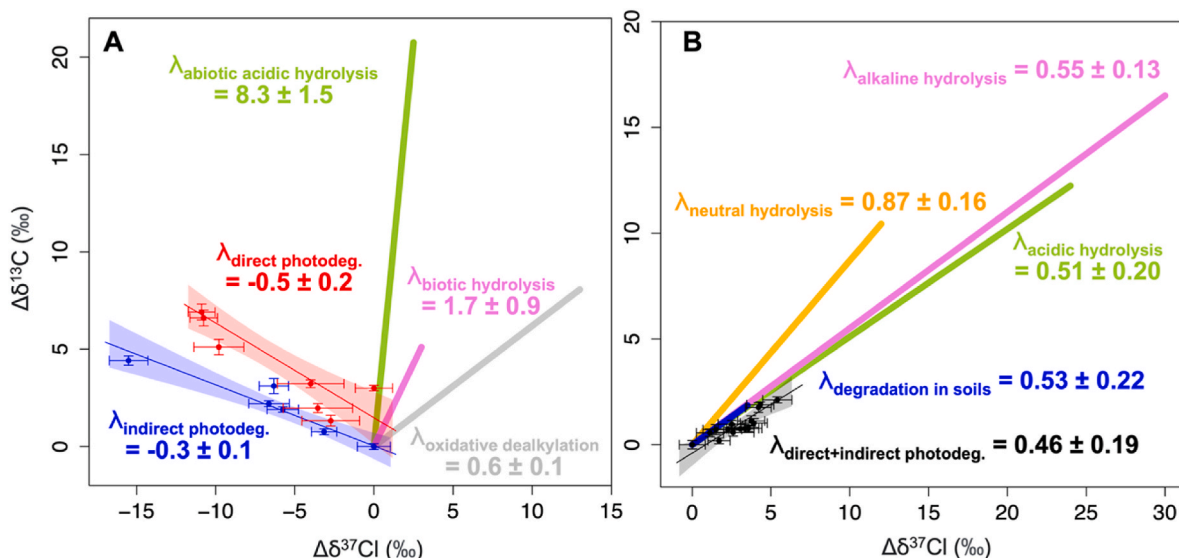 A
λabiotic acidic hydrolysis
= 8.3 ± 1.5
λdirect photodeg.
= -0.5 ± 0.2
λbiotic hydrolysis
= 1.7 ± 0.9
λindirect photodeg.
= -0.3 ± 0.1
λoxidative dealkylation
= 0.6 ± 0.1
Δδ¹³C (‰)
0
5
10
15
20
−15
−10
−5
0
5
10
15
Δδ³⁷Cl (‰)
B
λalkaline hydrolysis = 0.55 ± 0.13
λneutral hydrolysis = 0.87 ± 0.16
λacidic hydrolysis
= 0.51 ± 0.20
λdegradation in soils = 0.53 ± 0.22
λdirect+indirect photodeg. = 0.46 ± 0.19
0
5
10
15
20
0
5
10
15
20
25
30
Δδ³⁷Cl (‰)